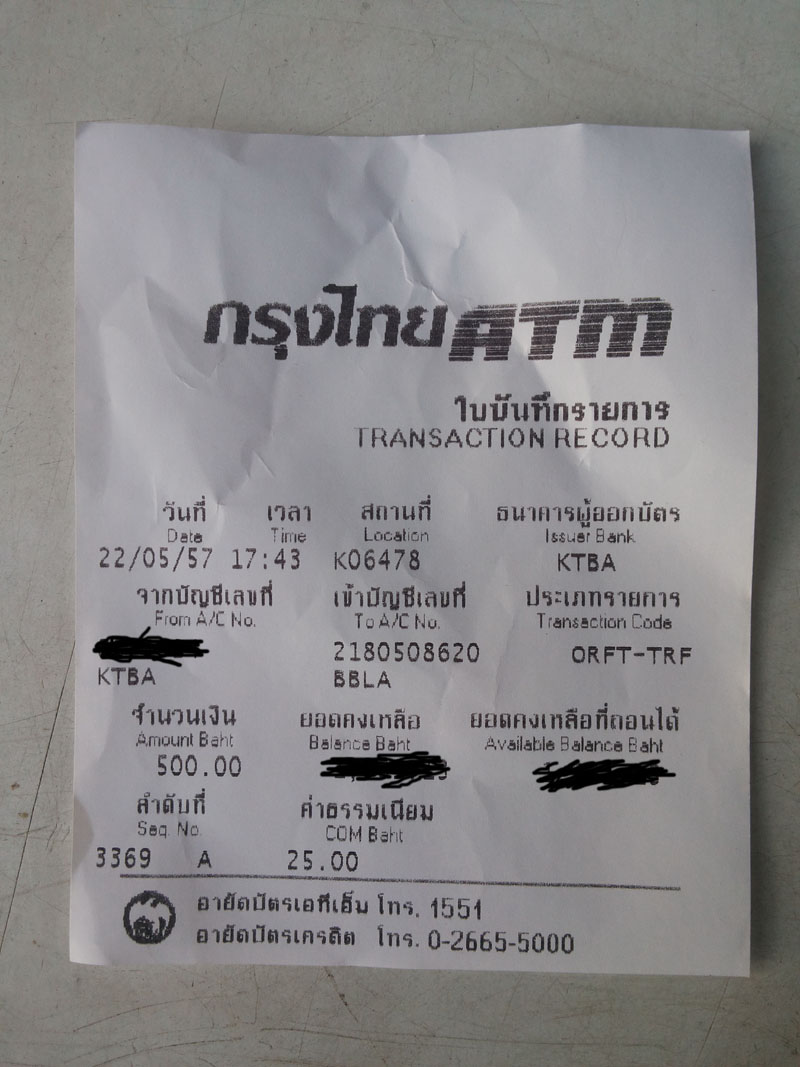 กรุงไทย ATM
ใบบันทึกรายการ
TRANSACTION RECORD
วันที่ เวลา สถานที่ ธนาคารผู้ออกบัตร
Date Time Location Issuer Bank
22/05/57 17:43 K06478 KTBA
จากบัญชีเลขที่ เข้าบัญชีเลขที่ ประเภทรายการ
From A/C No. To A/C No. Transaction Code
2180508620 ORFT-TRF
KTBA BBLA
จำนวนเงิน ยอดคงเหลือ ยอดคงเหลือที่ถอนได้
Amount Baht Balance Baht Available Balance Baht
500.00
ลำดับที่ ค่าธรรมเนียม
Seq. No. COM Baht
3369 A 25.00
อายัดบัตรเอทีเอ็ม โทร. 1551
อายัดบัตรเครดิต โทร. 0-2665-5000